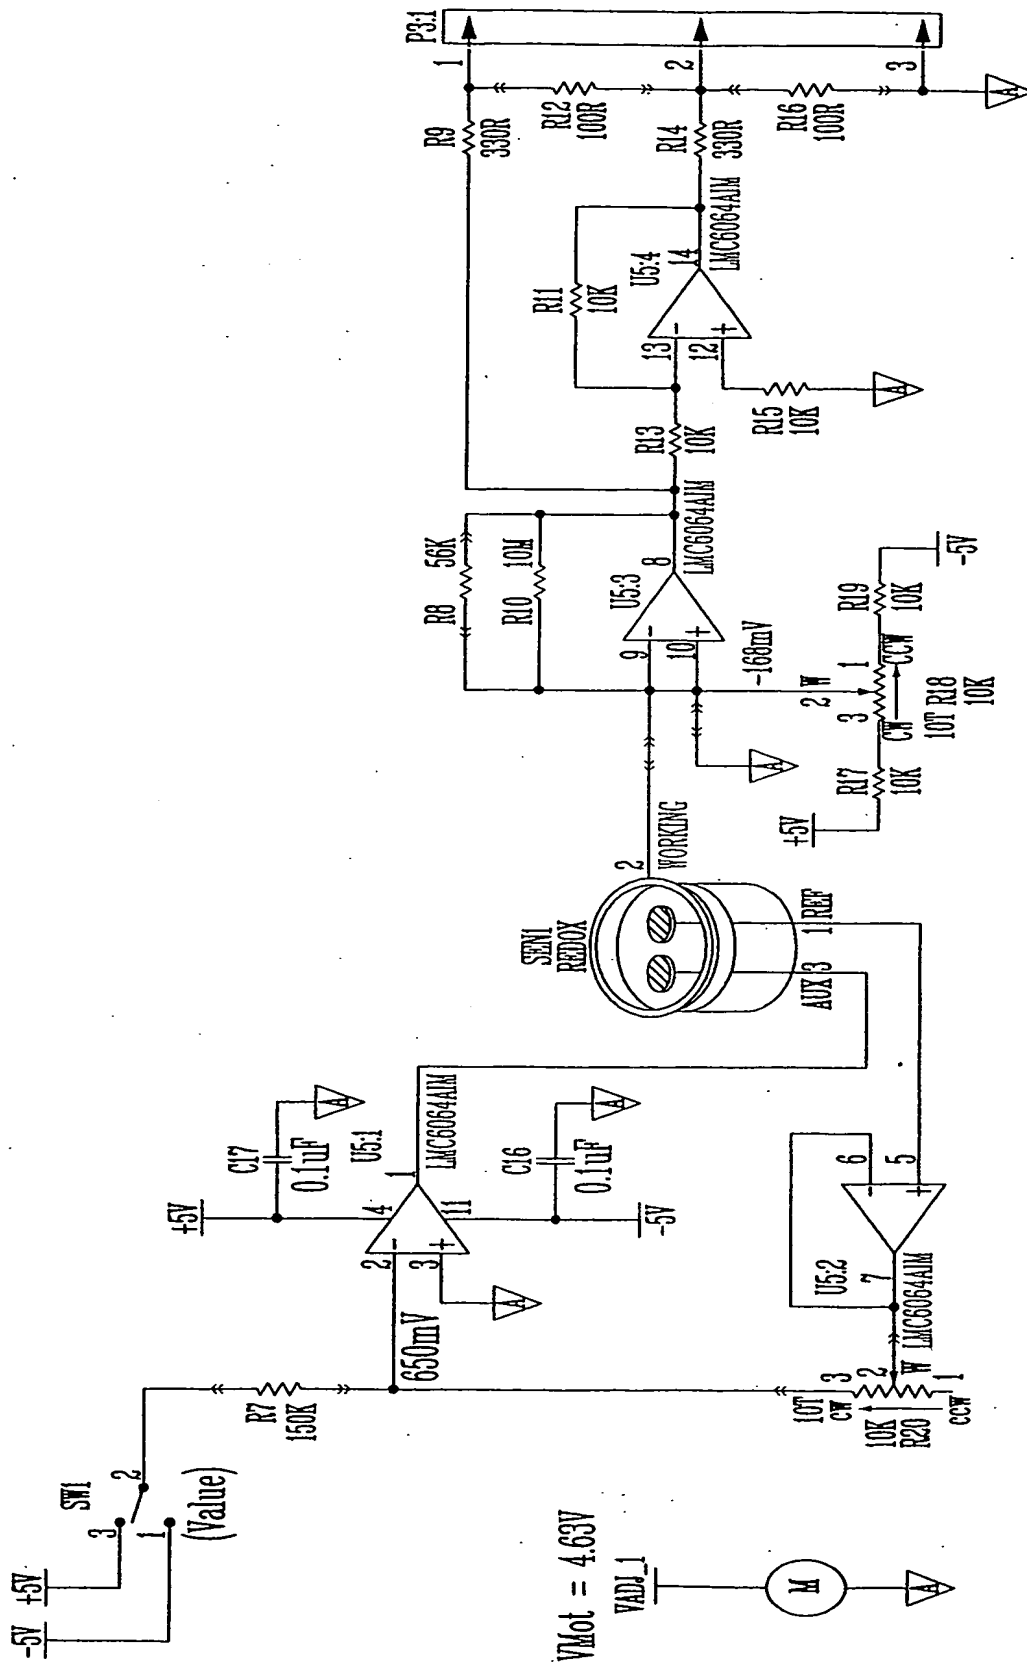 -5V +5V
SW1
3
2
1
(Value)
R7
150K
650mV
+5V
C17
0.1uF
A
4
2
-
3
+
1
11
U5:1
LMC6064AIM
A
C16
0.1uF
A
-5V
VMot = 4.63V
VADJ_1
M
A
10T
CW
3
2
W
1
10K
R20
CCW
U5:2
7
LMC6064AIM
6
-
5
+
SEN1
REDOX
AUX 3
1 REF
2
WORKING
R8
56K
R10
10M
U5:3
9
-
10
+
8
LMC6064AIM
-168mV
A
+5V
R17
10K
2 W
3
1
CW
CCW
10T R18
10K
R19
10K
-5V
R13
10K
R11
10K
U5:4
13
-
12
+
14
LMC6064AIM
R15
10K
A
R9
330R
R12
100R
R14
330R
R16
100R
P3:1
1
2
3
A